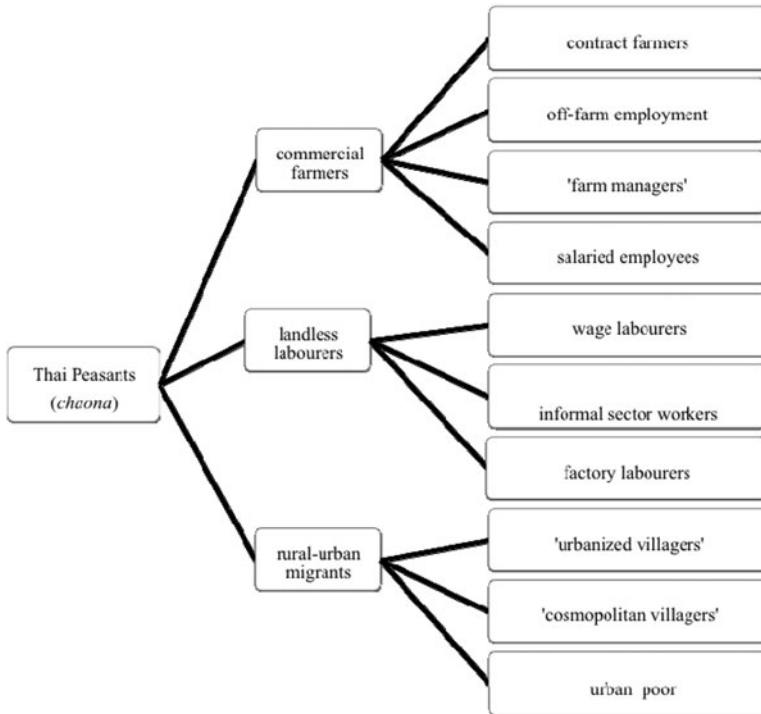 Thai Peasants
(chaona)
commercial
farmers
landless
labourers
rural-urban
migrants
contract farmers
off-farm employment
'farm managers'
salaried employees
wage labourers
informal sector workers
factory labourers
'urbanized villagers'
'cosmopolitan villagers'
urban poor